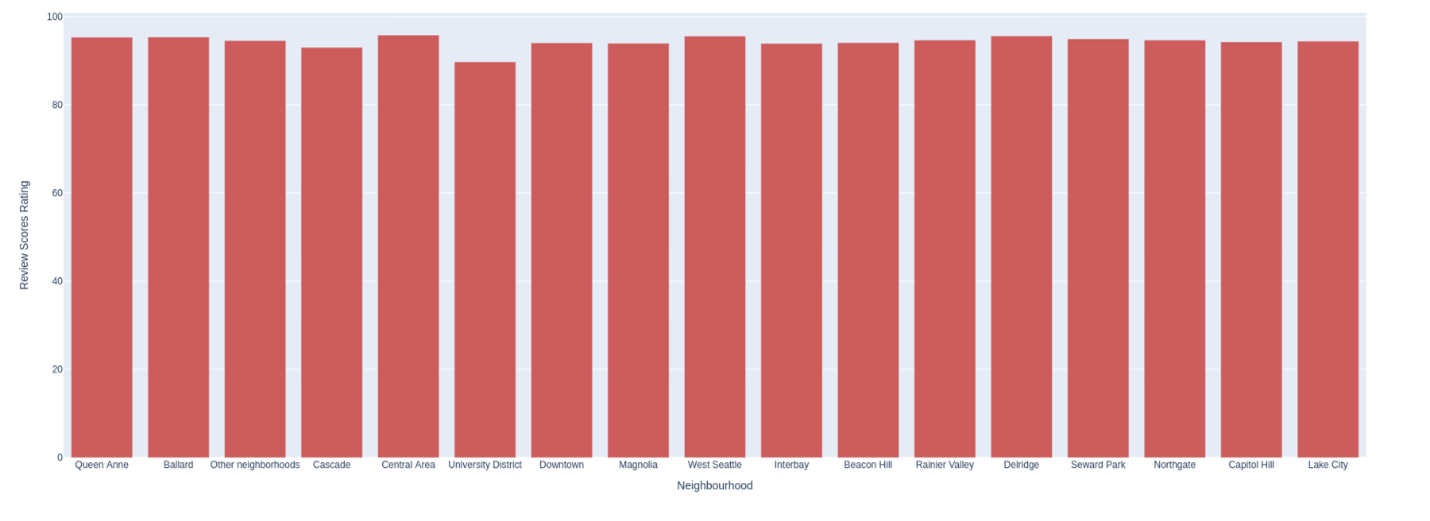 100
80
60
40
20
0
Review Scores Rating
Queen Anne Ballard Other neighborhoods Cascade Central Area University District Downtown Magnolia West Seattle Interbay Beacon Hill Rainier Valley Delridge Seward Park Northgate Capitol Hill Lake City
Neighbourhood